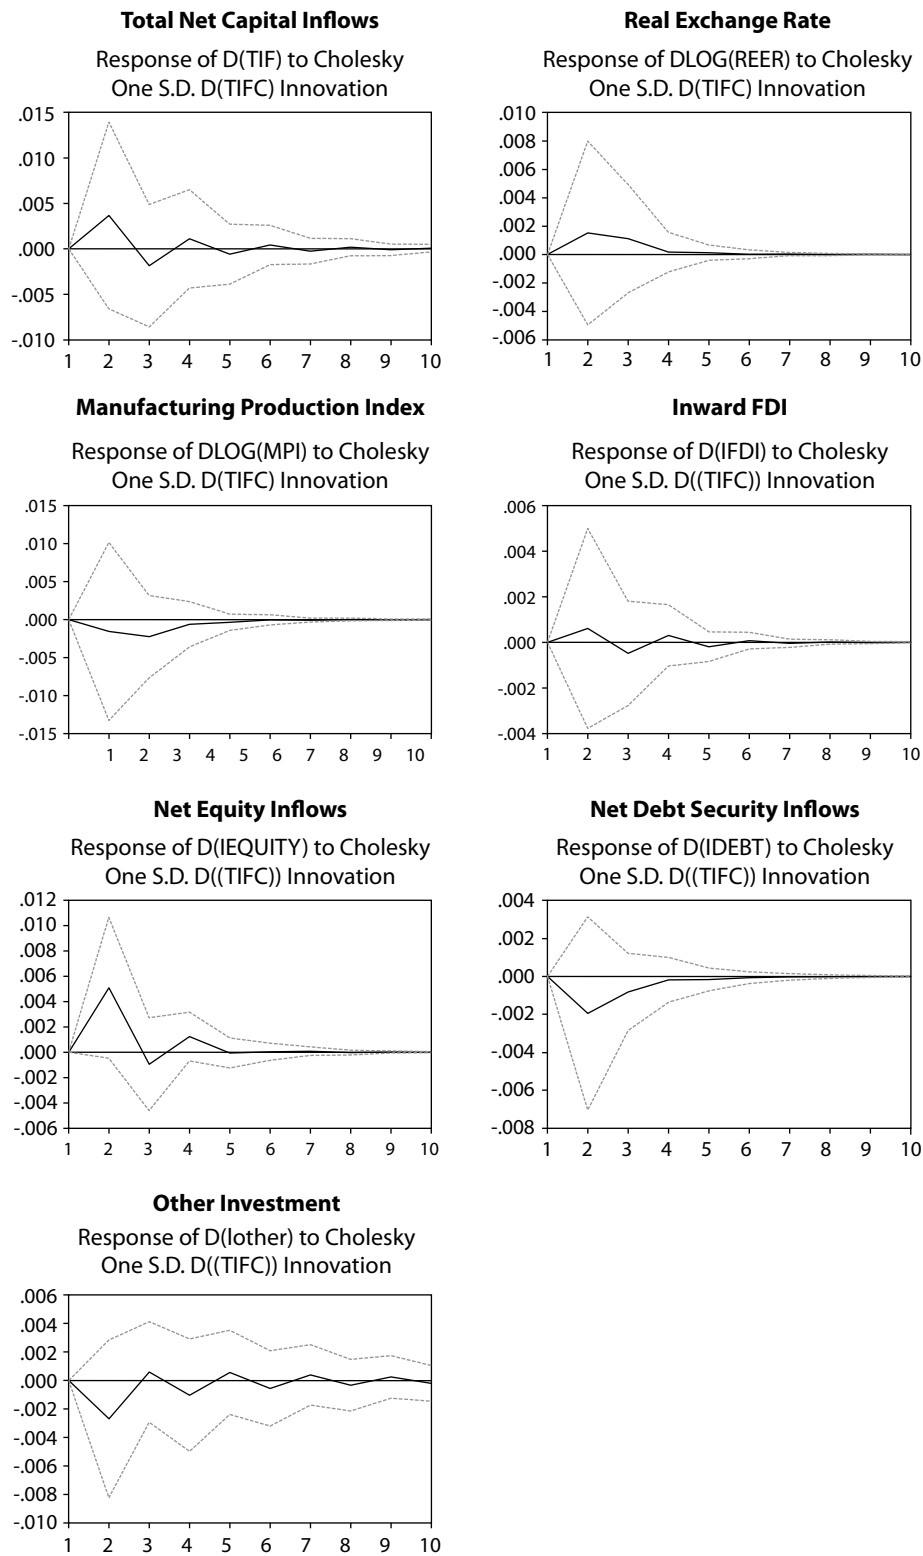 Total Net Capital Inflows
Response of D(TIF) to Cholesky
One S.D. D(TIFC) Innovation
.015
.010
.005
.000
-.005
-.010
1 2 3 4 5 6 7 8 9 10
Real Exchange Rate
Response of DLOG(REER) to Cholesky
One S.D. D(TIFC) Innovation
.010
.008
.006
.004
.002
.000
-.002
-.004
-.006
1 2 3 4 5 6 7 8 9 10
Manufacturing Production Index
Response of DLOG(MPI) to Cholesky
One S.D. D(TIFC) Innovation
.015
.010
.005
.000
-.005
-.010
-.015
1 2 3 4 5 6 7 8 9 10
Inward FDI
Response of D(IFDI) to Cholesky
One S.D. D((TIFC)) Innovation
.006
.004
.002
.000
-.002
-.004
1 2 3 4 5 6 7 8 9 10
Net Equity Inflows
Response of D(IEQUITY) to Cholesky
One S.D. D((TIFC)) Innovation
.012
.010
.008
.006
.004
.002
.000
-.002
-.004
-.006
1 2 3 4 5 6 7 8 9 10
Net Debt Security Inflows
Response of D(IDEBT) to Cholesky
One S.D. D((TIFC)) Innovation
.004
.002
.000
-.002
-.004
-.006
-.008
1 2 3 4 5 6 7 8 9 10
Other Investment
Response of D(lother) to Cholesky
One S.D. D((TIFC)) Innovation
.006
.004
.002
.000
-.002
-.004
-.006
-.008
-.010
1 2 3 4 5 6 7 8 9 10